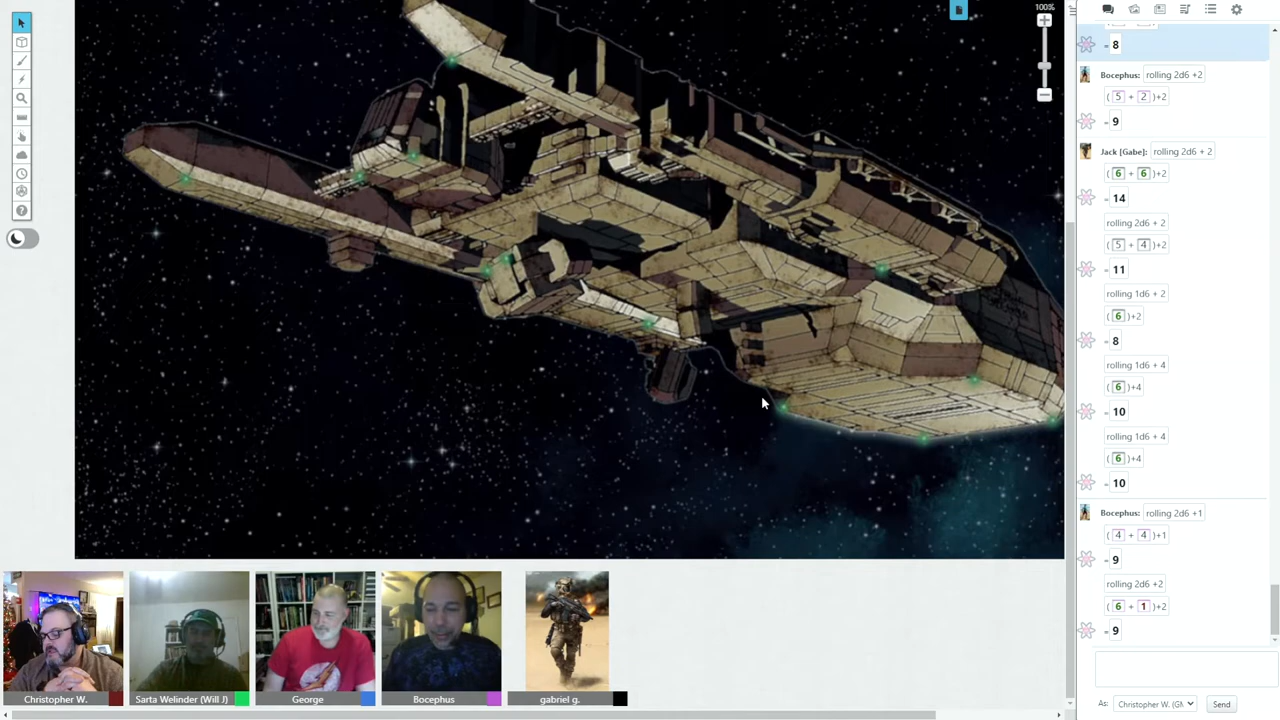 100%
= 8
Bocephus: rolling 2d6 +2
( 5 + 2 )+2
= 9
Jack [Gabe]: rolling 2d6 + 2
( 6 + 6 )+2
= 14
rolling 2d6 + 2
( 5 + 4 )+2
= 11
rolling 1d6 + 2
( 6 )+2
= 8
rolling 1d6 + 4
( 6 )+4
= 10
rolling 1d6 + 4
( 6 )+4
= 10
Bocephus: rolling 2d6 +1
( 4 + 4 )+1
= 9
rolling 2d6 +2
( 6 + 1 )+2
= 9
As: Christopher W. (GM Send
Christopher W. Sarta Welinder (Will J) George Bocephus gabriel g.